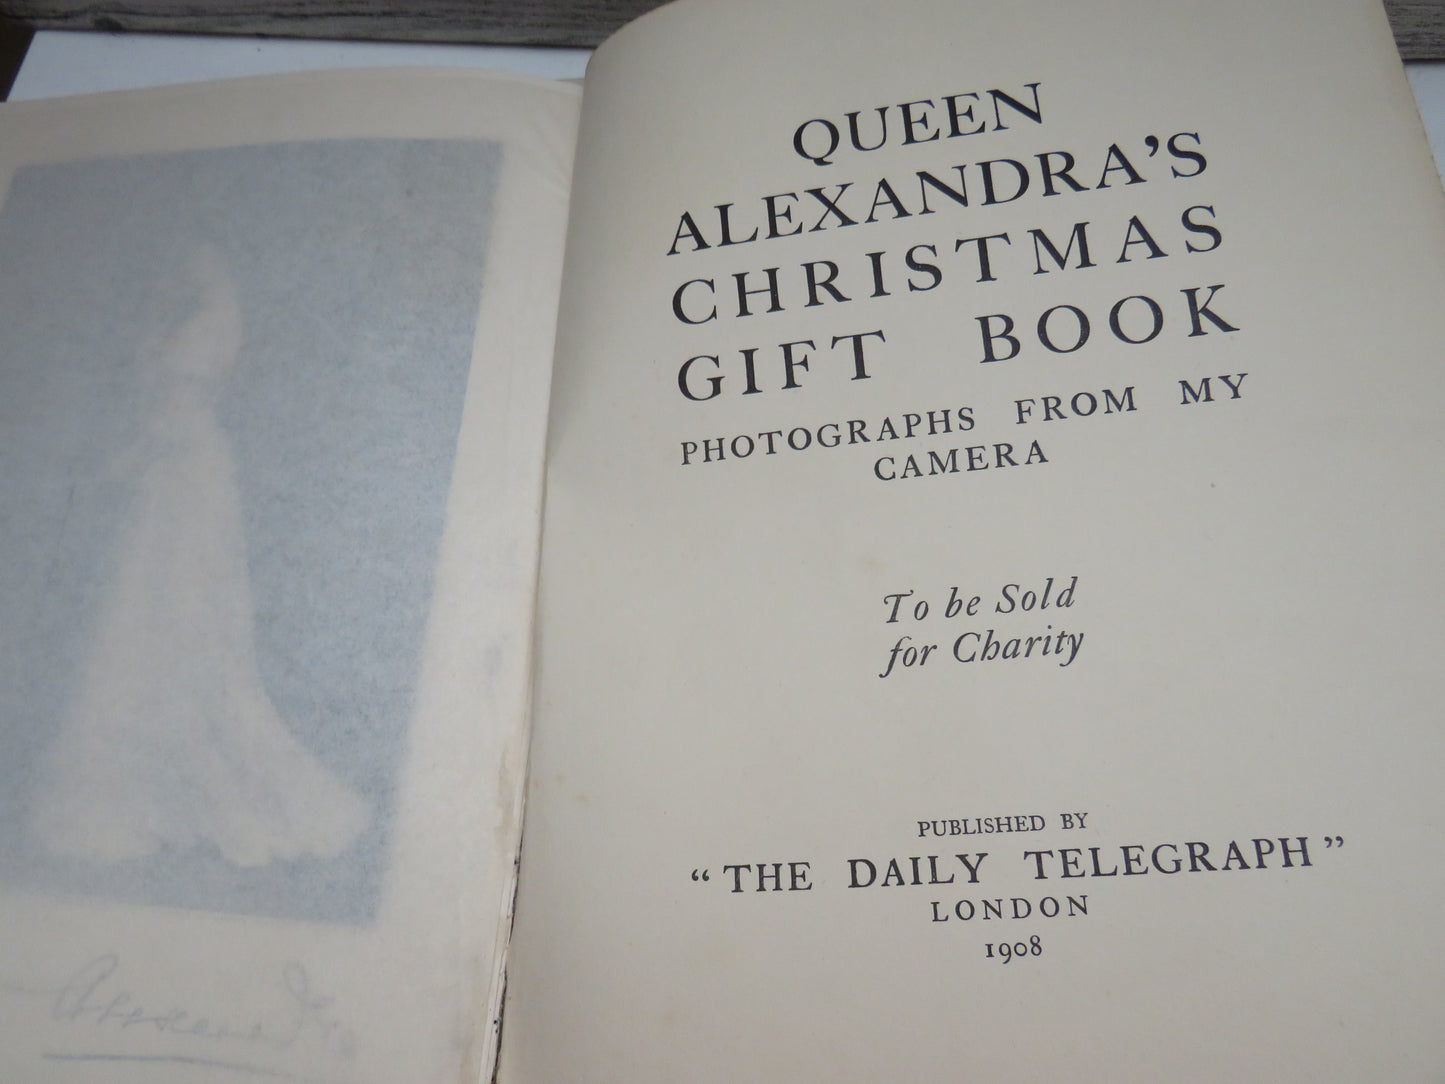 QUEEN
ALEXANDRA'S
CHRISTMAS
GIFT BOOK
PHOTOGRAPHS FROM MY
CAMERA
To be Sold
for Charity
PUBLISHED BY
“THE DAILY TELEGRAPH”
LONDON
1908
Alexandra